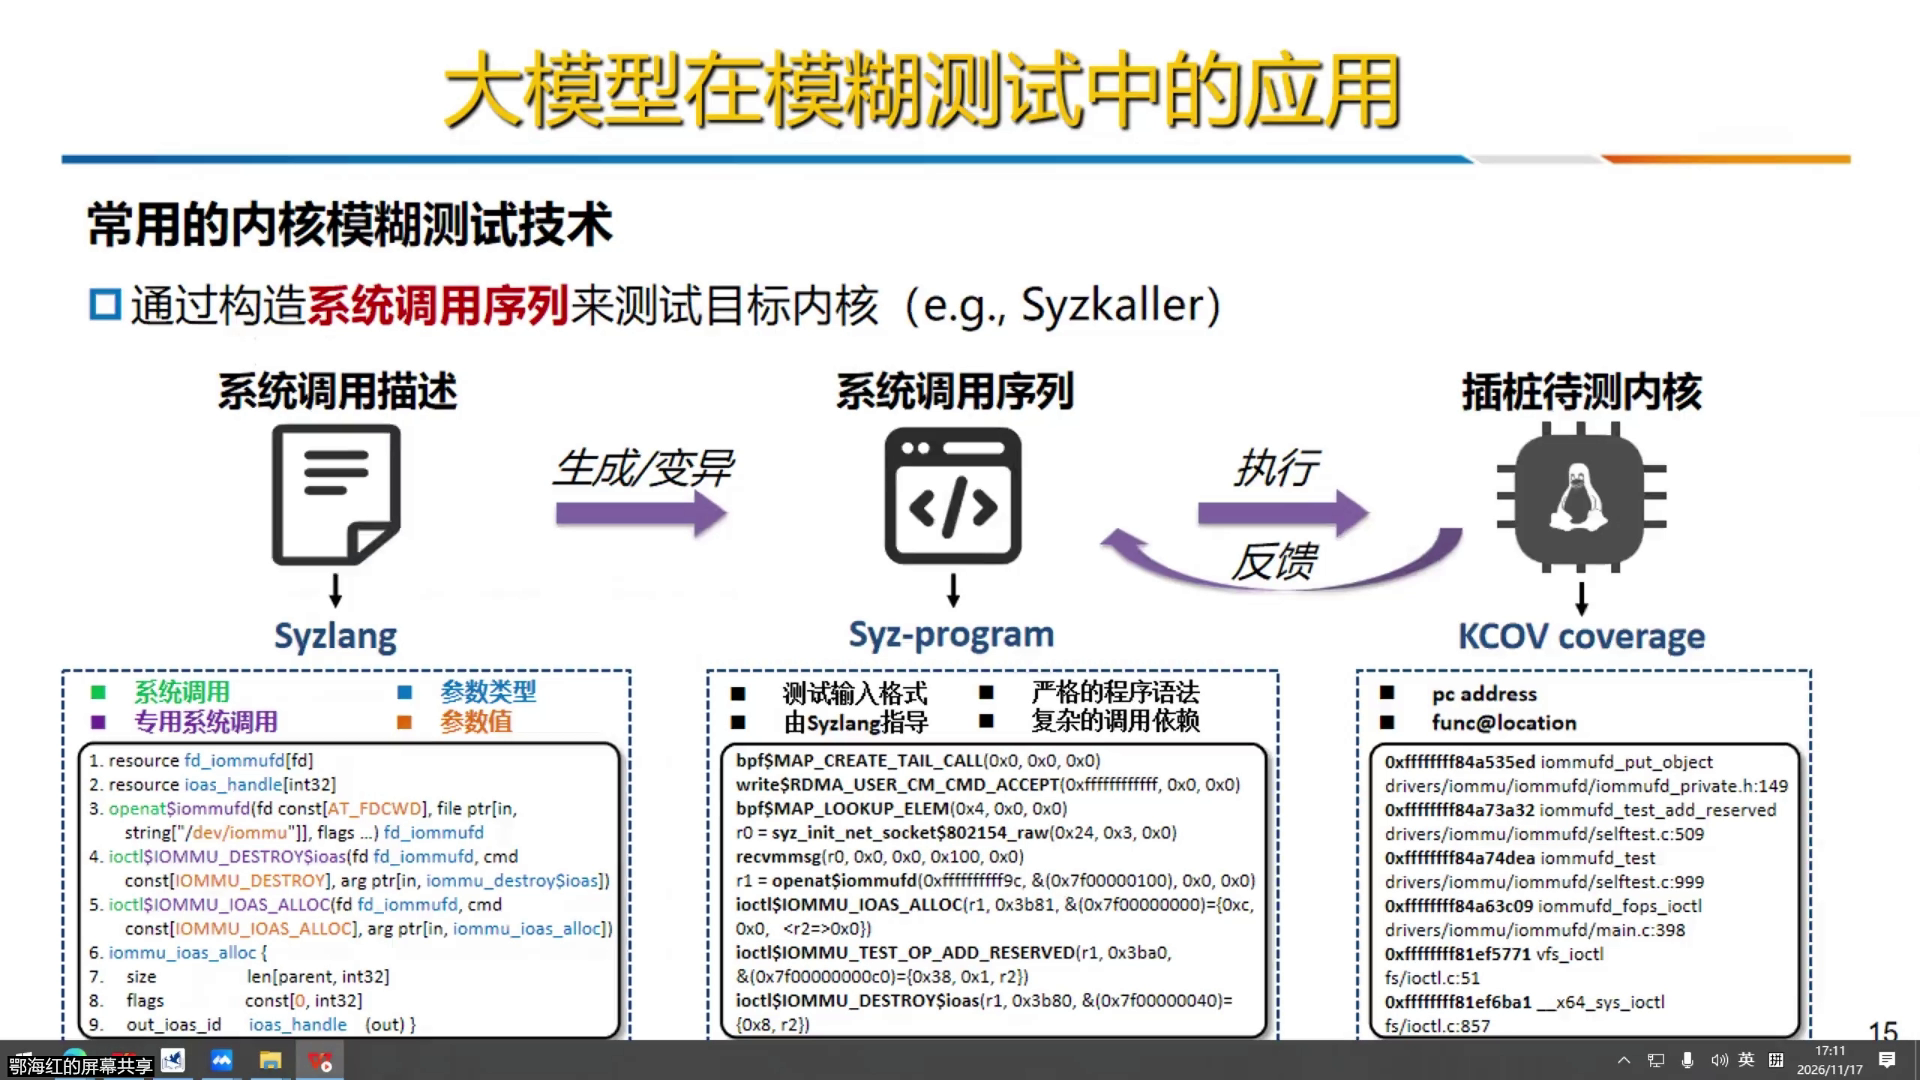 大模型在模糊测试中的应用
常用的内核模糊测试技术
通过构造系统调用序列来测试目标内核（e.g., Syzkaller）
系统调用描述
生成/变异
系统调用序列
执行
反馈
插桩待测内核
Syzlang
Syz-program
KCOV coverage
系统调用 参数类型
专用系统调用 参数值
1. resource fd_iommufd[fd]
2. resource ioas_handle[int32]
3. openat$iommufd(fd const[AT_FDCWD], file ptr[in,
string["/dev/iommu"]], flags ...) fd_iommufd
4. ioctl$IOMMU_DESTROY$ioas(fd fd_iommufd, cmd
const[IOMMU_DESTROY], arg ptr[in, iommu_destroy$ioas])
5. ioctl$IOMMU_IOAS_ALLOC(fd fd_iommufd, cmd
const[IOMMU_IOAS_ALLOC], arg ptr[in, iommu_ioas_alloc])
6. iommu_ioas_alloc {
7. size len[parent, int32]
8. flags const[0, int32]
9. out_ioas_id ioas_handle (out) }
测试输入格式 严格的程序语法
由Syzlang指导 复杂的调用依赖
bpf$MAP_CREATE_TAIL_CALL(0x0, 0x0, 0x0)
write$RDMA_USER_CM_CMD_ACCEPT(0xffffffffffff, 0x0, 0x0)
bpf$MAP_LOOKUP_ELEM(0x4, 0x0, 0x0)
r0 = syz_init_net_socket$802154_raw(0x24, 0x3, 0x0)
recvmmsg(r0, 0x0, 0x0, 0x100, 0x0)
r1 = openat$iommufd(0xffffffffff9c, &(0x7f00000100), 0x0, 0x0)
ioctl$IOMMU_IOAS_ALLOC(r1, 0x3b81, &(0x7f00000000)={0xc,
0x0, <r2=>0x0})
ioctl$IOMMU_TEST_OP_ADD_RESERVED(r1, 0x3ba0,
&(0x7f00000000c0)={0x38, 0x1, r2})
ioctl$IOMMU_DESTROY$ioas(r1, 0x3b80, &(0x7f00000040)=
{0x8, r2})
pc address
func@location
0xffffffff84a535ed iommufd_put_object
drivers/iommu/iommufd/iommufd_private.h:149
0xffffffff84a73a32 iommufd_test_add_reserved
drivers/iommu/iommufd/selftest.c:509
0xffffffff84a74dea iommufd_test
drivers/iommu/iommufd/selftest.c:999
0xffffffff84a63c09 iommufd_fops_ioctl
drivers/iommu/iommufd/main.c:398
0xffffffff81ef5771 vfs_ioctl
fs/ioctl.c:51
0xffffffff81ef6ba1 __x64_sys_ioctl
fs/ioctl.c:857
15
鄂海红的屏幕共享
英
拼
17:11
2026/11/17